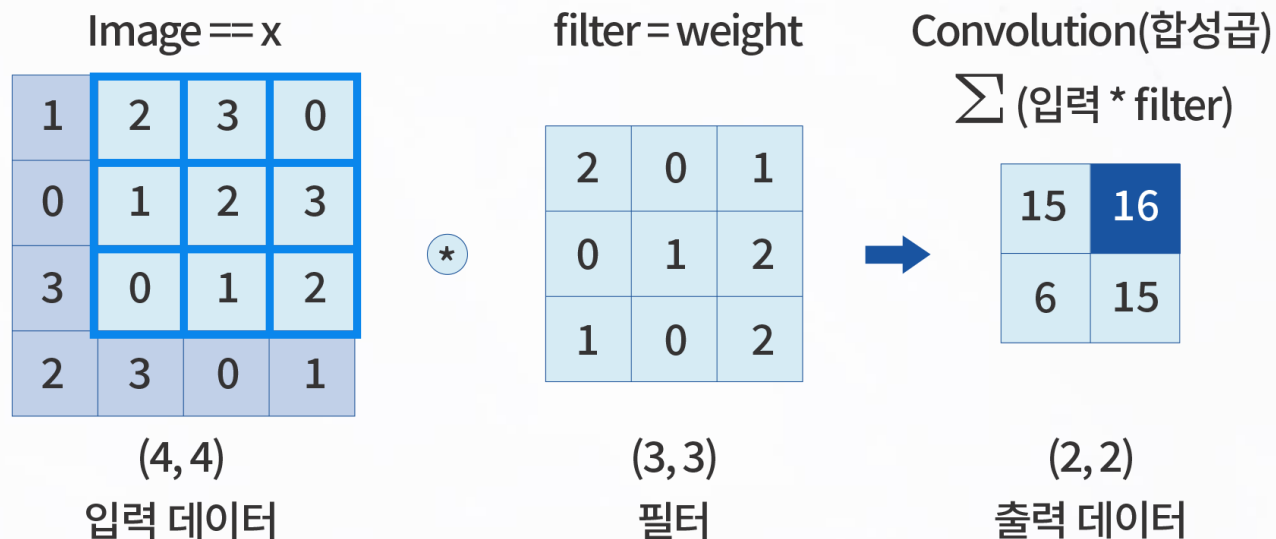 Image == x
1 2 3 0
0 1 2 3
3 0 1 2
2 3 0 1
(4, 4)
입력 데이터
*
filter = weight
2 0 1
0 1 2
1 0 2
(3, 3)
필터
Convolution(합성곱)
∑ (입력 * filter)
15 16
6 15
(2, 2)
출력 데이터